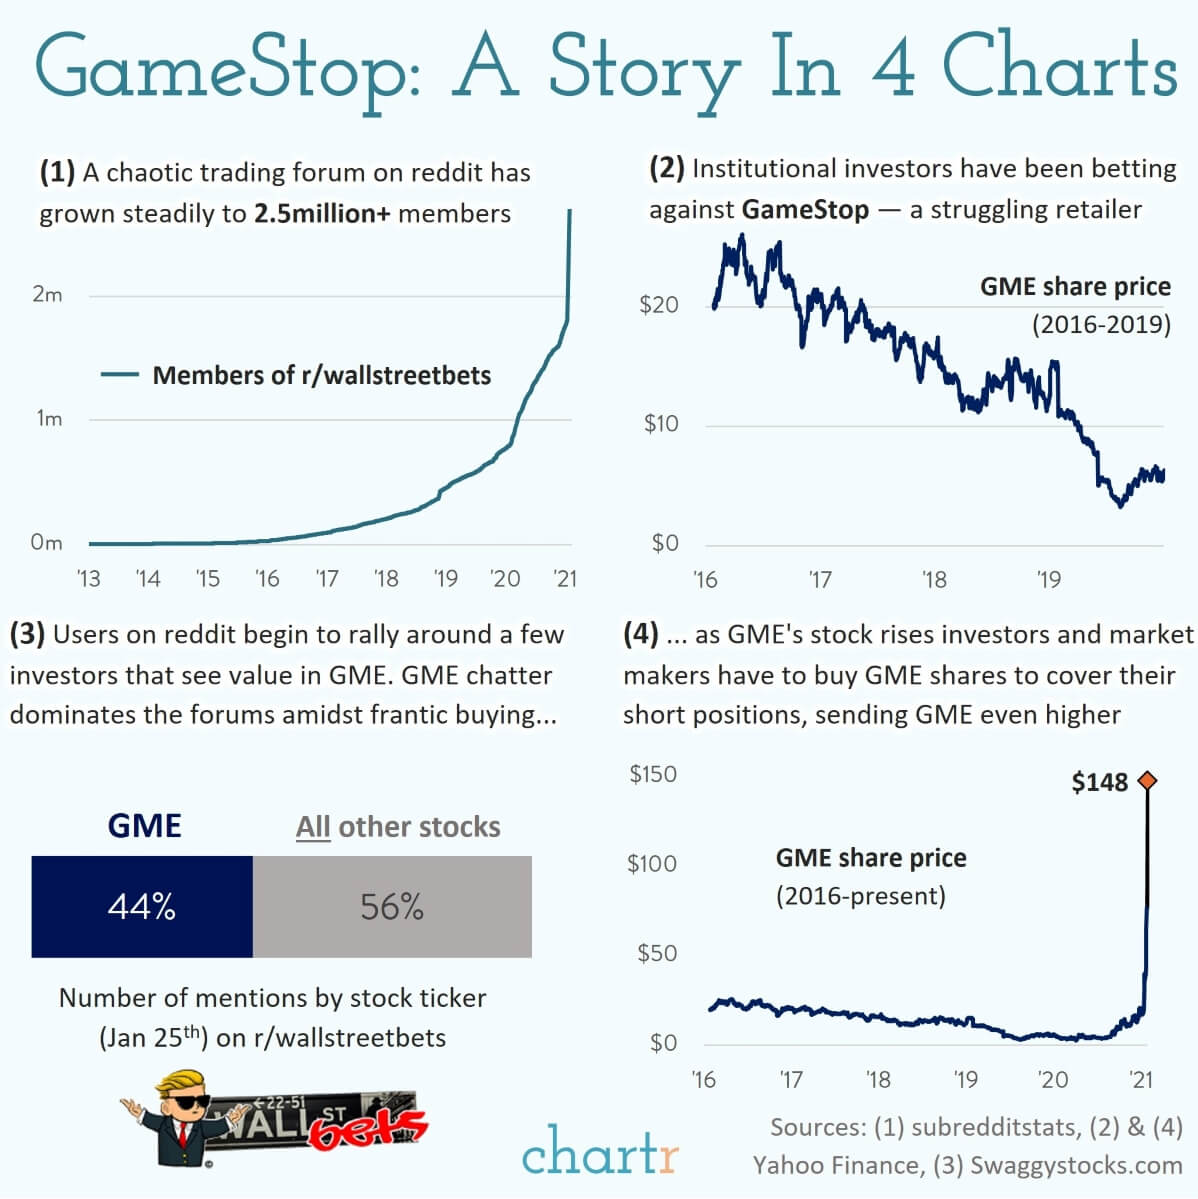 GameStop: A Story In 4 Charts
(1) A chaotic trading forum on reddit has
grown steadily to 2.5million+ members
2m
1m
0m
Members of r/wallstreetbets
'13 '14 '15 '16 '17 '18 '19 '20 '21
(2) Institutional investors have been betting
against GameStop — a struggling retailer
GME share price
(2016-2019)
$20
$10
$0
'16 '17 '18 '19
(3) Users on reddit begin to rally around a few
investors that see value in GME. GME chatter
dominates the forums amidst frantic buying...
GME All other stocks
44% 56%
Number of mentions by stock ticker
(Jan 25th) on r/wallstreetbets
←22-51
WALL ST
bets
(4) ... as GME's stock rises investors and market
makers have to buy GME shares to cover their
short positions, sending GME even higher
$150
$148
$100
GME share price
(2016-present)
$50
$0
'16 '17 '18 '19 '20 '21
chartr
Sources: (1) subredditstats, (2) & (4)
Yahoo Finance, (3) Swaggystocks.com